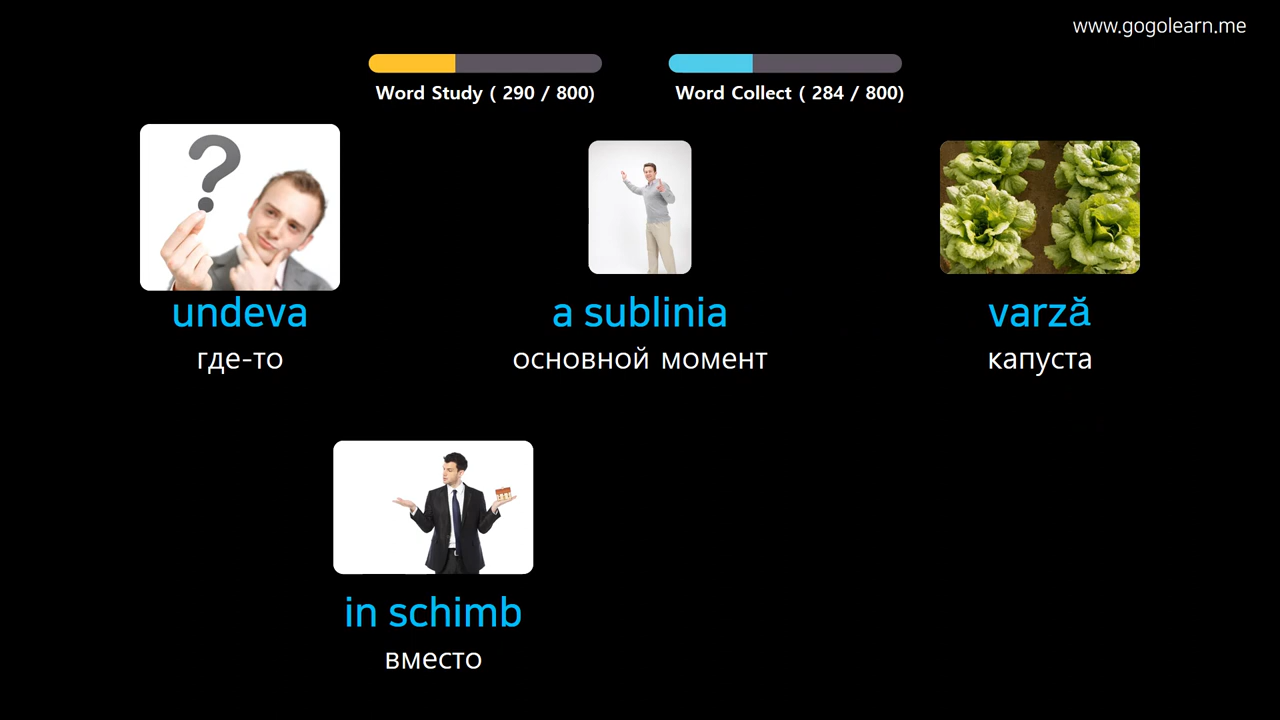 www.gogolearn.me
Word Study ( 290 / 800)
Word Collect ( 284 / 800)
undeva
где-то
a sublinia
основной момент
varză
капуста
in schimb
вместо